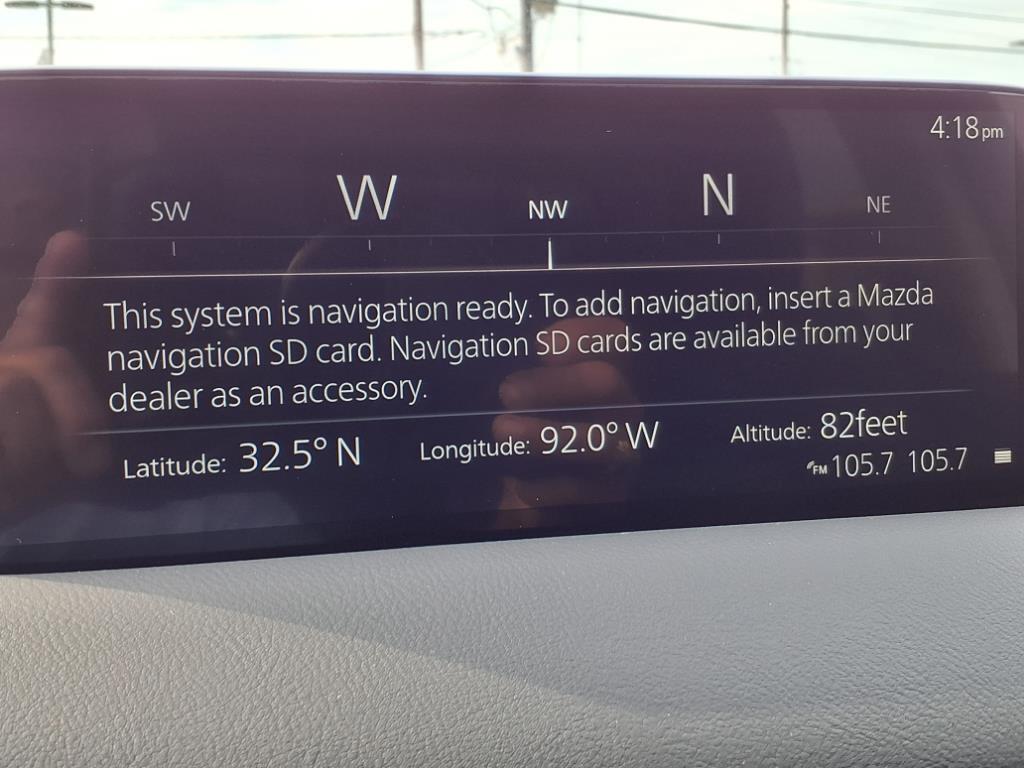 4:18 pm
SW W NW N NE
This system is navigation ready. To add navigation, insert a Mazda
navigation SD card. Navigation SD cards are available from your
dealer as an accessory.
Latitude: 32.5° N Longitude: 92.0° W Altitude: 82feet
FM 105.7 105.7